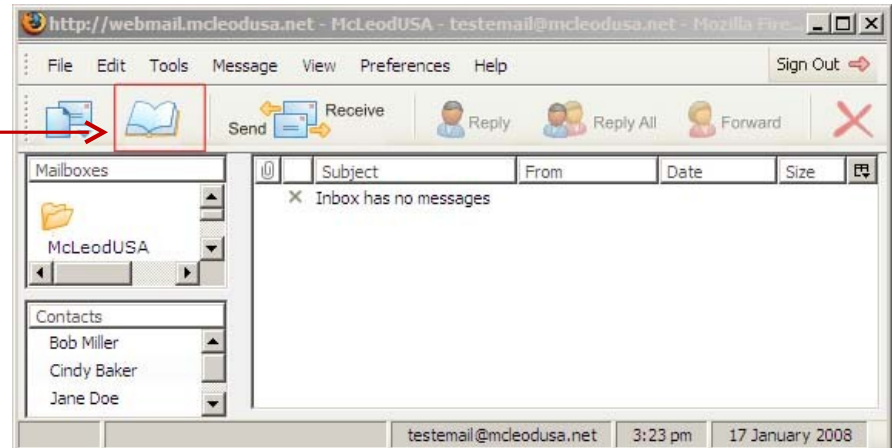 http://webmail.mcleodusa.net - McLeodUSA - testemail@mcleodusa.net - Mozilla Fire...
File Edit Tools Message View Preferences Help Sign Out
Send Receive Reply Reply All Forward
Mailboxes
McLeodUSA
Subject From Date Size
Inbox has no messages
Contacts
Bob Miller
Cindy Baker
Jane Doe
testemail@mcleodusa.net 3:23 pm 17 January 2008